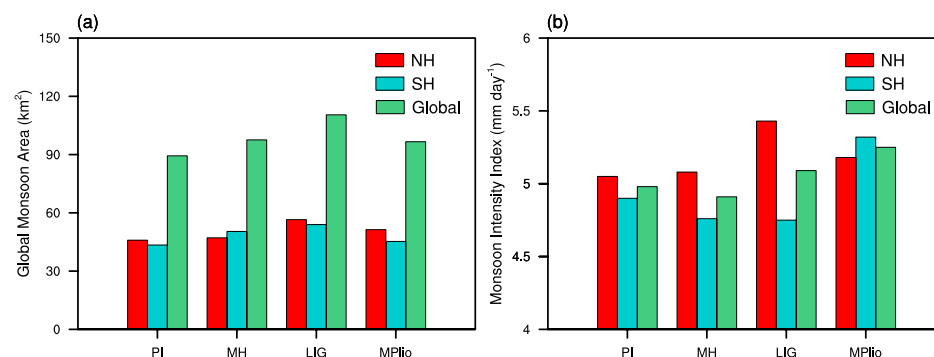 (a)
Global Monsoon Area (km²)
150
120
90
60
30
0
NH
SH
Global
PI
MH
LIG
MPlio
(b)
Monsoon Intensity Index (mm day⁻¹)
6
5.5
5
4.5
4
NH
SH
Global
PI
MH
LIG
MPlio